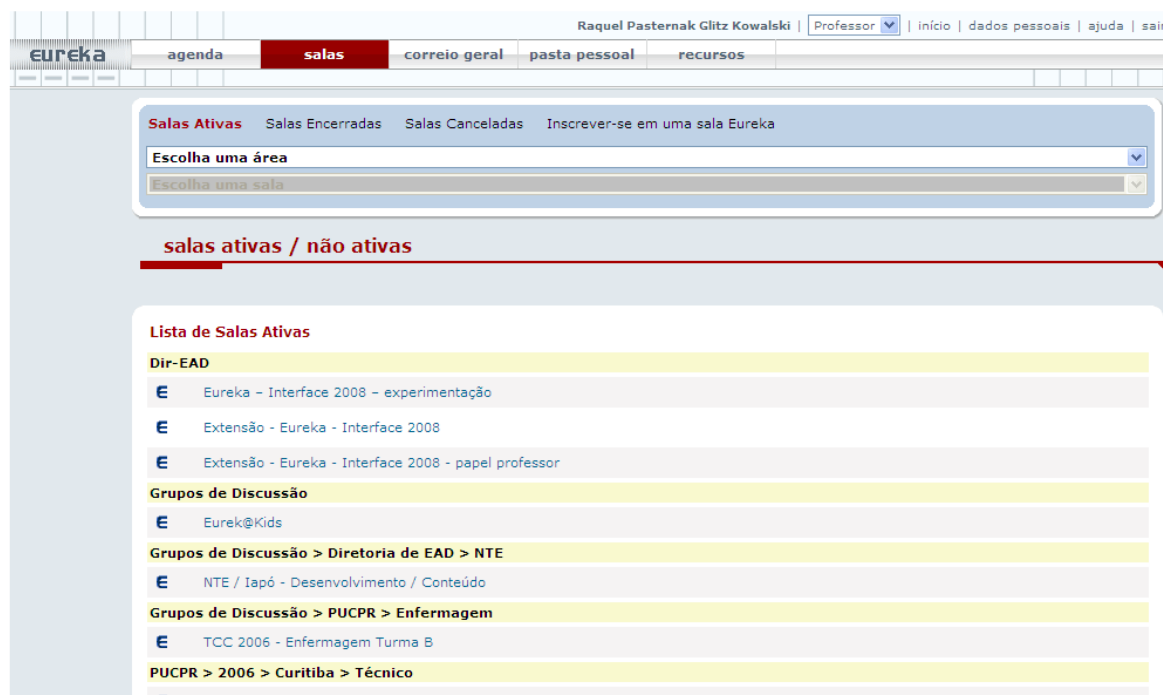 Raquel Pasternak Glitz Kowalski | Professor | início | dados pessoais | ajuda | sair
eureka agenda salas correio geral pasta pessoal recursos
Salas Ativas Salas Encerradas Salas Canceladas Inscrever-se em uma sala Eureka
Escolha uma área
Escolha uma sala
salas ativas / não ativas
Lista de Salas Ativas
Dir-EAD
E Eureka – Interface 2008 – experimentação
E Extensão - Eureka - Interface 2008
E Extensão - Eureka - Interface 2008 - papel professor
Grupos de Discussão
E Eurek@Kids
Grupos de Discussão > Diretoria de EAD > NTE
E NTE / Iapó - Desenvolvimento / Conteúdo
Grupos de Discussão > PUCPR > Enfermagem
E TCC 2006 - Enfermagem Turma B
PUCPR > 2006 > Curitiba > Técnico